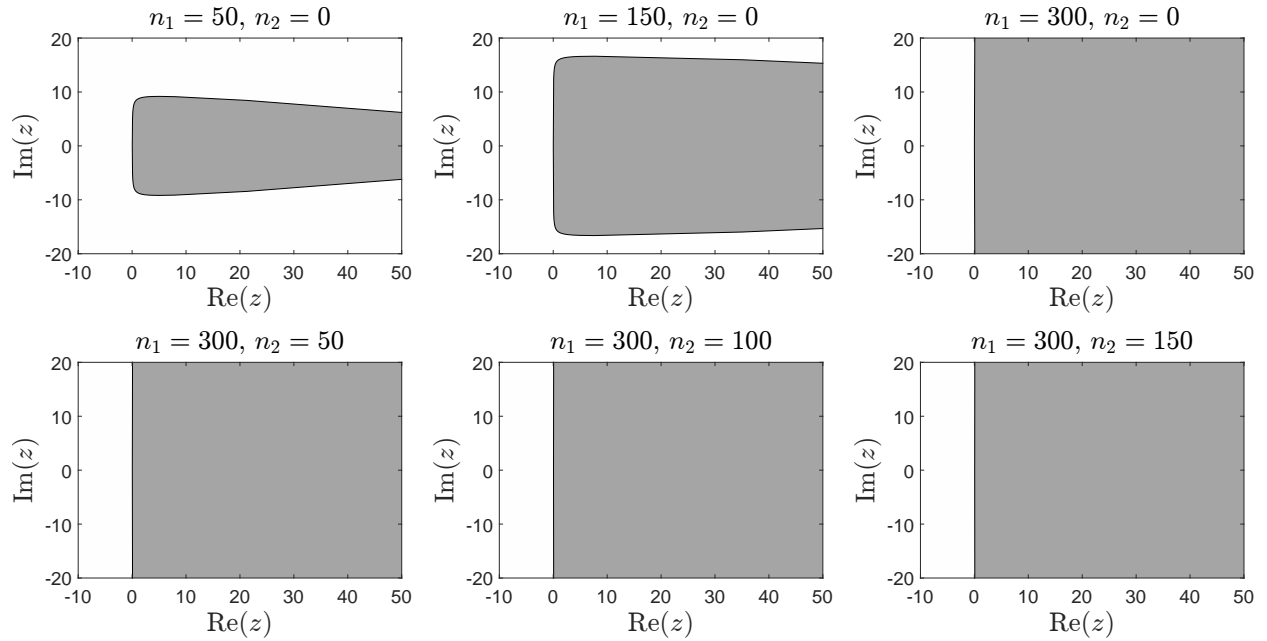 n₁ = 50, n₂ = 0
20
10
0
-10
-20
Im(z)
-10 0 10 20 30 40 50
Re(z)
n₁ = 150, n₂ = 0
20
10
0
-10
-20
Im(z)
-10 0 10 20 30 40 50
Re(z)
n₁ = 300, n₂ = 0
20
10
0
-10
-20
Im(z)
-10 0 10 20 30 40 50
Re(z)
n₁ = 300, n₂ = 50
20
10
0
-10
-20
Im(z)
-10 0 10 20 30 40 50
Re(z)
n₁ = 300, n₂ = 100
20
10
0
-10
-20
Im(z)
-10 0 10 20 30 40 50
Re(z)
n₁ = 300, n₂ = 150
20
10
0
-10
-20
Im(z)
-10 0 10 20 30 40 50
Re(z)